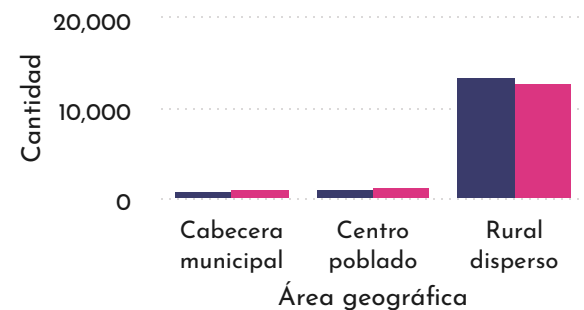 20,000
10,000
0
Cantidad
Cabecera
municipal
Centro
poblado
Rural
disperso
Área geográfica